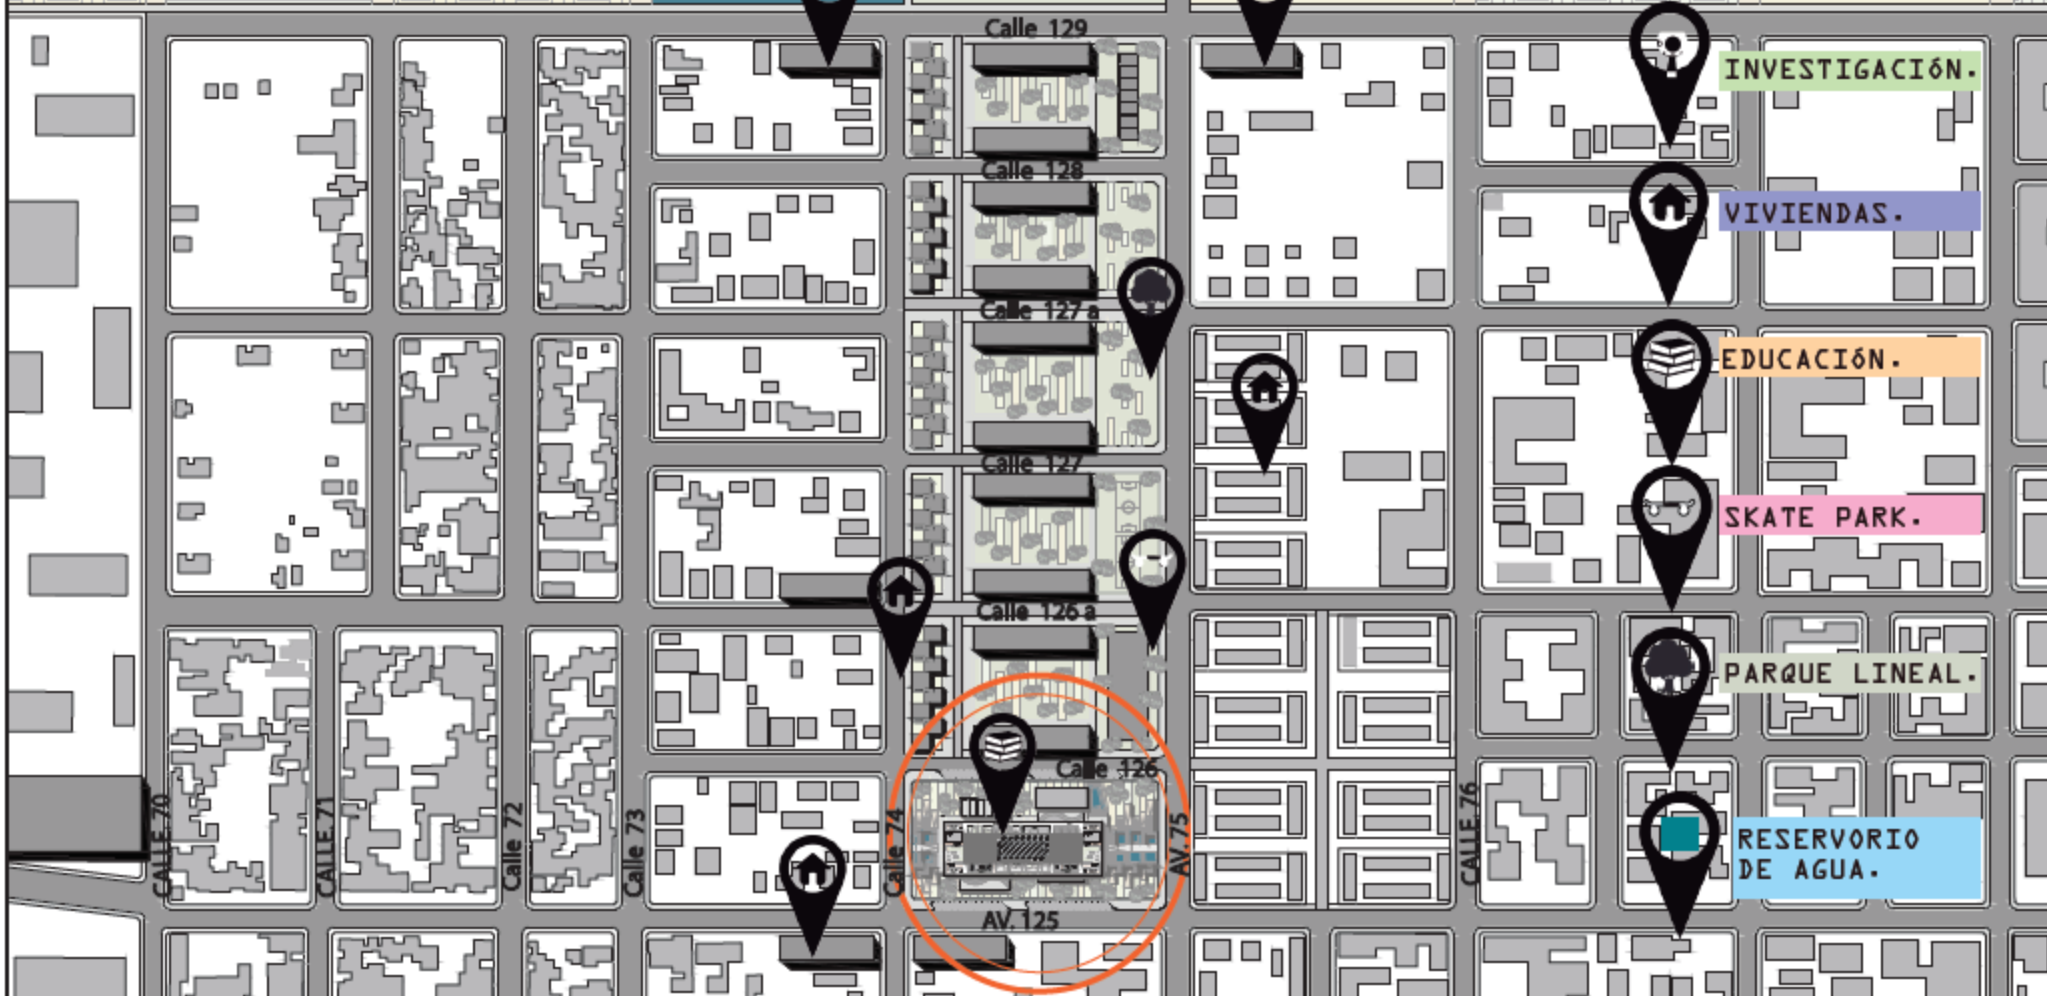 Calle 129
INVESTIGACIÓN.
Calle 128
VIVIENDAS.
Calle 127 a
EDUCACIÓN.
Calle 127
SKATE PARK.
Calle 126 a
PARQUE LINEAL.
Calle 126
CALLE 70
CALLE 71
Calle 72
Calle 73
Calle 74
AV. 75
CALLE 76
RESERVORIO
DE AGUA.
AV. 125